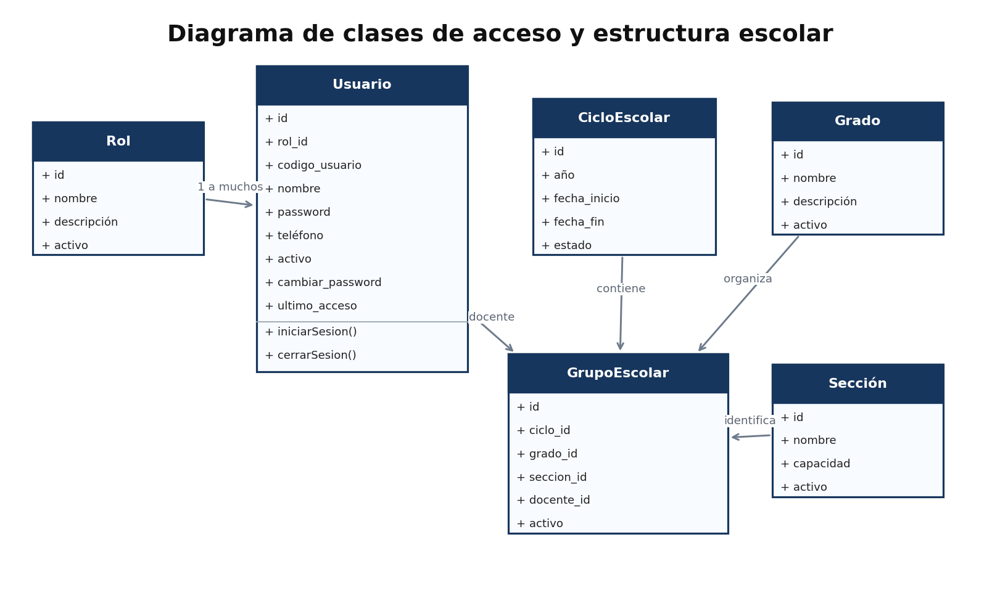 Diagrama de clases de acceso y estructura escolar
Rol
+ id
+ nombre
+ descripción
+ activo
1 a muchos
Usuario
+ id
+ rol_id
+ codigo_usuario
+ nombre
+ password
+ teléfono
+ activo
+ cambiar_password
+ ultimo_acceso
+ iniciarSesion()
+ cerrarSesion()
docente
CicloEscolar
+ id
+ año
+ fecha_inicio
+ fecha_fin
+ estado
contiene
Grado
+ id
+ nombre
+ descripción
+ activo
organiza
GrupoEscolar
+ id
+ ciclo_id
+ grado_id
+ seccion_id
+ docente_id
+ activo
identifica
Sección
+ id
+ nombre
+ capacidad
+ activo